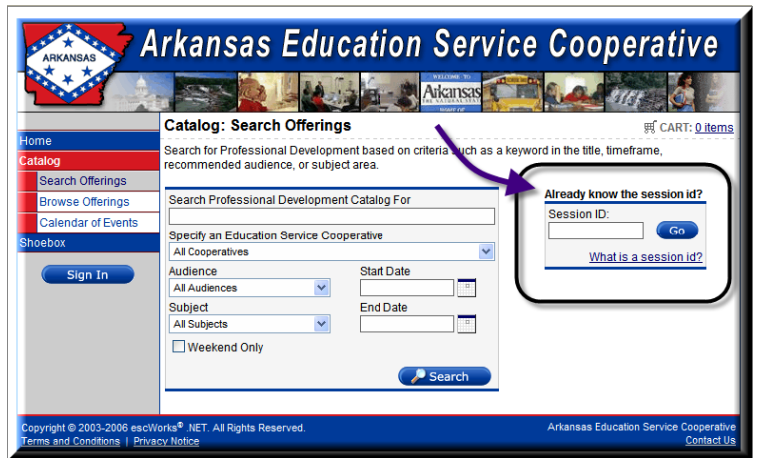 ARKANSAS
Arkansas Education Service Cooperative
WELCOME TO
Arkansas
THE NATURAL STATE
Catalog: Search Offerings
CART: 0 items
Home
Catalog
Search Offerings
Browse Offerings
Calendar of Events
Shoebox
Sign In
Search for Professional Development based on criteria such as a keyword in the title, timeframe,
recommended audience, or subject area.
Search Professional Development Catalog For
Specify an Education Service Cooperative
All Cooperatives
Audience
Start Date
All Audiences
Subject
End Date
All Subjects
Weekend Only
Search
Already know the session id?
Session ID:
Go
What is a session id?
Copyright © 2003-2006 escWorks® .NET. All Rights Reserved.
Terms and Conditions | Privacy Notice
Arkansas Education Service Cooperative
Contact Us